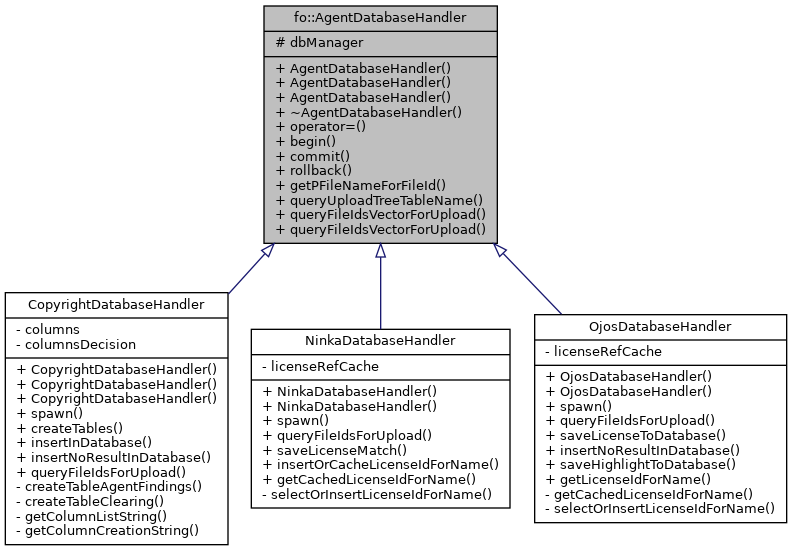 fo::AgentDatabaseHandler
# dbManager
+ AgentDatabaseHandler()
+ AgentDatabaseHandler()
+ AgentDatabaseHandler()
+ ~AgentDatabaseHandler()
+ operator=()
+ begin()
+ commit()
+ rollback()
+ getPFileNameForFileId()
+ queryUploadTreeTableName()
+ queryFileIdsVectorForUpload()
+ queryFileIdsVectorForUpload()
CopyrightDatabaseHandler
- columns
- columnsDecision
+ CopyrightDatabaseHandler()
+ CopyrightDatabaseHandler()
+ CopyrightDatabaseHandler()
+ spawn()
+ createTables()
+ insertInDatabase()
+ insertNoResultInDatabase()
+ queryFileIdsForUpload()
- createTableAgentFindings()
- createTableClearing()
- getColumnListString()
- getColumnCreationString()
NinkaDatabaseHandler
- licenseRefCache
+ NinkaDatabaseHandler()
+ NinkaDatabaseHandler()
+ spawn()
+ queryFileIdsForUpload()
+ saveLicenseMatch()
+ insertOrCacheLicenseIdForName()
+ getCachedLicenseIdForName()
- selectOrInsertLicenseIdForName()
OjosDatabaseHandler
- licenseRefCache
+ OjosDatabaseHandler()
+ OjosDatabaseHandler()
+ spawn()
+ queryFileIdsForUpload()
+ saveLicenseToDatabase()
+ insertNoResultInDatabase()
+ saveHighlightToDatabase()
+ getLicenseIdForName()
- getCachedLicenseIdForName()
- selectOrInsertLicenseIdForName()